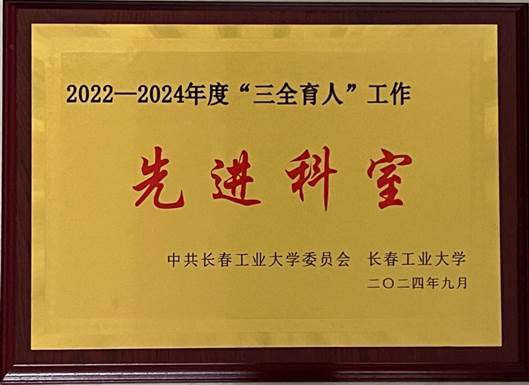 2022—2024年度“三全育人”工作
先进科室
中共长春工业大学委员会 长春工业大学
二〇二四年九月